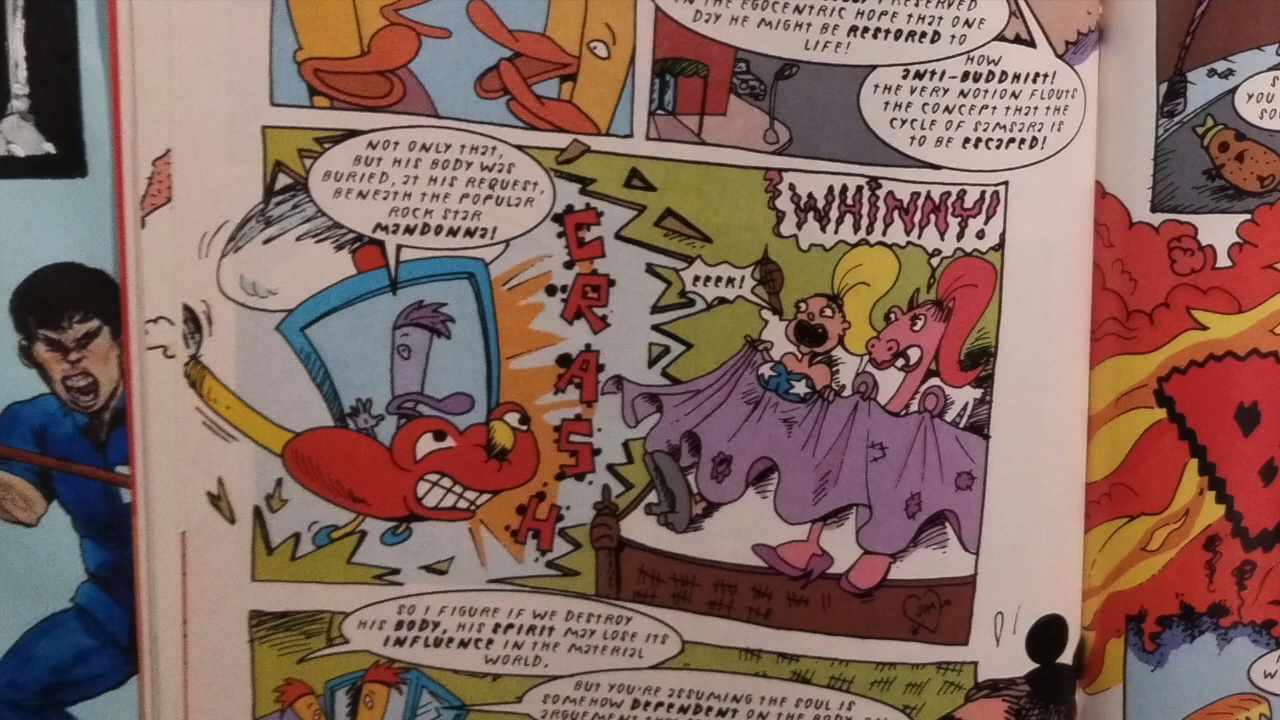 PRESERVED
IN THE EGOCENTRIC HOPE THAT ONE
DAY HE MIGHT BE RESTORED TO
LIFE!
HOW
ANTI-BUDDHIST!
THE VERY NOTION FLOUTS
THE CONCEPT THAT THE
CYCLE OF SAMSARA IS
TO BE ESCAPED!
NOT ONLY THAT,
BUT HIS BODY WAS
BURIED, AT HIS REQUEST,
BENEATH THE POPULAR
ROCK STAR
MANDONNA!
CRASH
WHINNY!
EEEK!
JIM
SO I FIGURE IF WE DESTROY
HIS BODY, HIS SPIRIT MAY LOSE ITS
INFLUENCE IN THE MATERIAL
WORLD.
BUT YOU'RE ASSUMING THE SOUL IS
SOMEHOW DEPENDENT ON THE BODY, AN
YOU